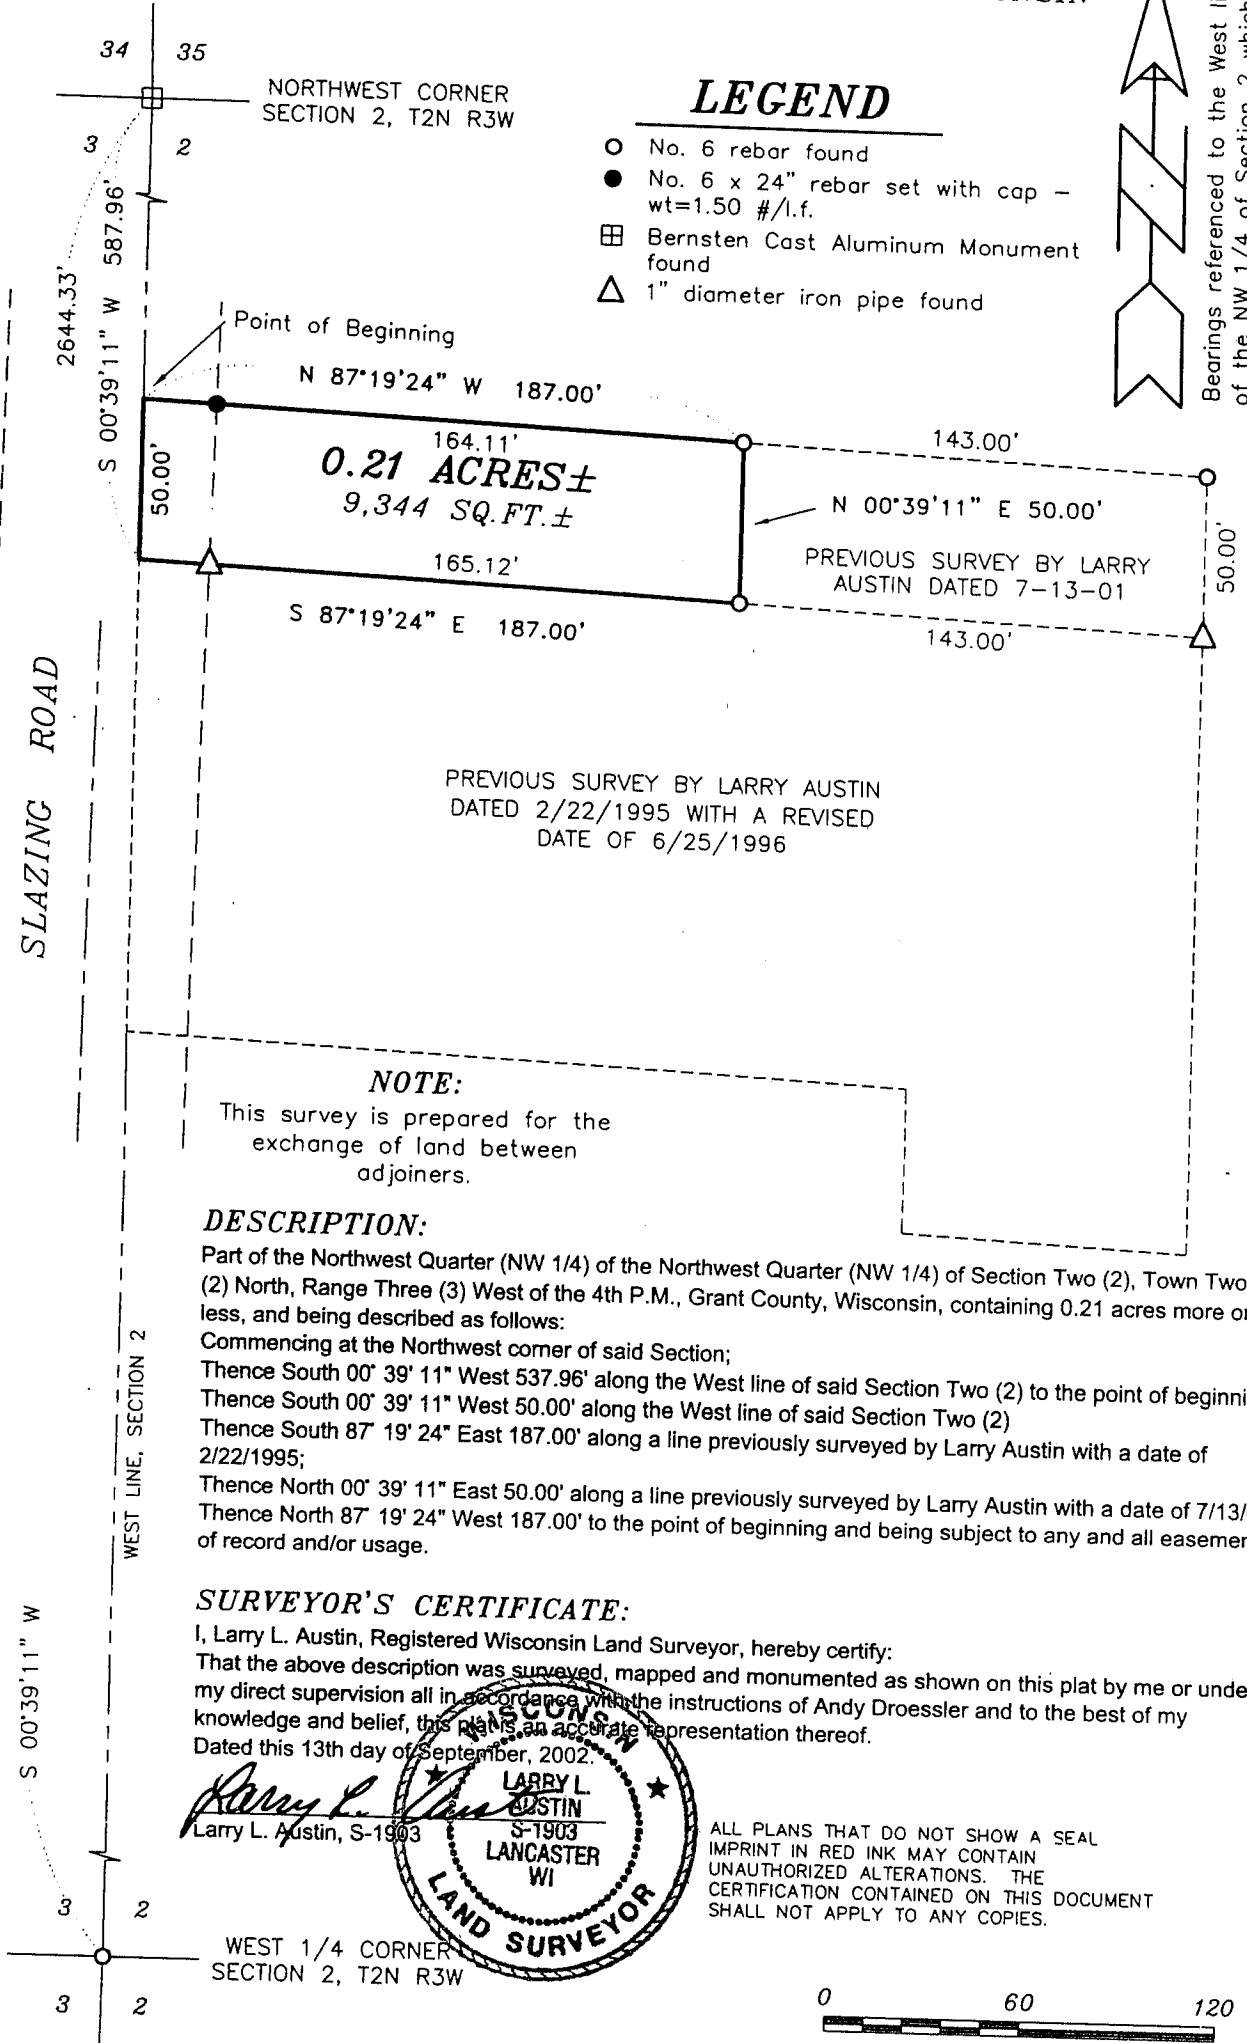 34 35
NORTHWEST CORNER
SECTION 2, T2N R3W
3 2
LEGEND
No. 6 rebar found
No. 6 x 24" rebar set with cap –
wt=1.50 #/l.f.
Bernsten Cast Aluminum Monument
found
1" diameter iron pipe found
Bearings referenced to the West
of the NW 1/4 of Section 2 which
2644.33'
S 00°39'11" W 587.96'
Point of Beginning
N 87°19'24" W 187.00'
50.00'
164.11'
0.21 ACRES±
9,344 SQ.FT.±
165.12'
S 87°19'24" E 187.00'
143.00'
N 00°39'11" E 50.00'
PREVIOUS SURVEY BY LARRY
AUSTIN DATED 7–13–01
50.00'
143.00'
SLAZING ROAD
PREVIOUS SURVEY BY LARRY AUSTIN
DATED 2/22/1995 WITH A REVISED
DATE OF 6/25/1996
NOTE:
This survey is prepared for the
exchange of land between
adjoiners.
DESCRIPTION:
Part of the Northwest Quarter (NW 1/4) of the Northwest Quarter (NW 1/4) of Section Two (2), Town Two
(2) North, Range Three (3) West of the 4th P.M., Grant County, Wisconsin, containing 0.21 acres more or
less, and being described as follows:
Commencing at the Northwest corner of said Section;
Thence South 00° 39' 11" West 537.96' along the West line of said Section Two (2) to the point of beginni
Thence South 00° 39' 11" West 50.00' along the West line of said Section Two (2)
Thence South 87° 19' 24" East 187.00' along a line previously surveyed by Larry Austin with a date of
2/22/1995;
Thence North 00° 39' 11" East 50.00' along a line previously surveyed by Larry Austin with a date of 7/13/
Thence North 87° 19' 24" West 187.00' to the point of beginning and being subject to any and all easemen
of record and/or usage.
WEST LINE, SECTION 2
SURVEYOR'S CERTIFICATE:
I, Larry L. Austin, Registered Wisconsin Land Surveyor, hereby certify:
That the above description was surveyed, mapped and monumented as shown on this plat by me or unde
my direct supervision all in accordance with the instructions of Andy Droessler and to the best of my
knowledge and belief, this plat is an accurate representation thereof.
Dated this 13th day of September, 2002.
Larry L. Austin
Larry L. Austin, S-1903
WISCONSIN
LARRY L.
AUSTIN
S-1903
LANCASTER
WI
LAND SURVEYOR
ALL PLANS THAT DO NOT SHOW A SEAL
IMPRINT IN RED INK MAY CONTAIN
UNAUTHORIZED ALTERATIONS. THE
CERTIFICATION CONTAINED ON THIS DOCUMENT
SHALL NOT APPLY TO ANY COPIES.
S 00°39'11" W
3 2
WEST 1/4 CORNER
SECTION 2, T2N R3W
3 2
0 60 120